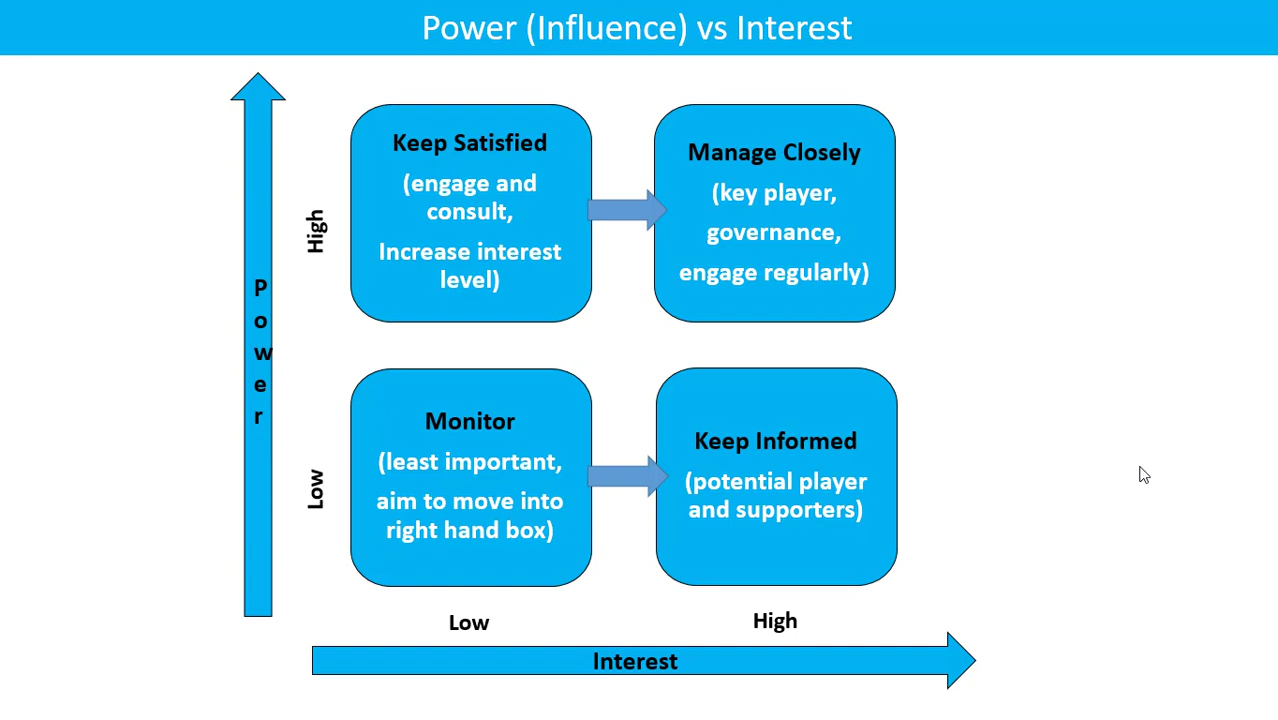 Power (Influence) vs Interest
Power
High
Keep Satisfied
(engage and
consult,
Increase interest
level)
Manage Closely
(key player,
governance,
engage regularly)
Low
Monitor
(least important,
aim to move into
right hand box)
Keep Informed
(potential player
and supporters)
Low
High
Interest